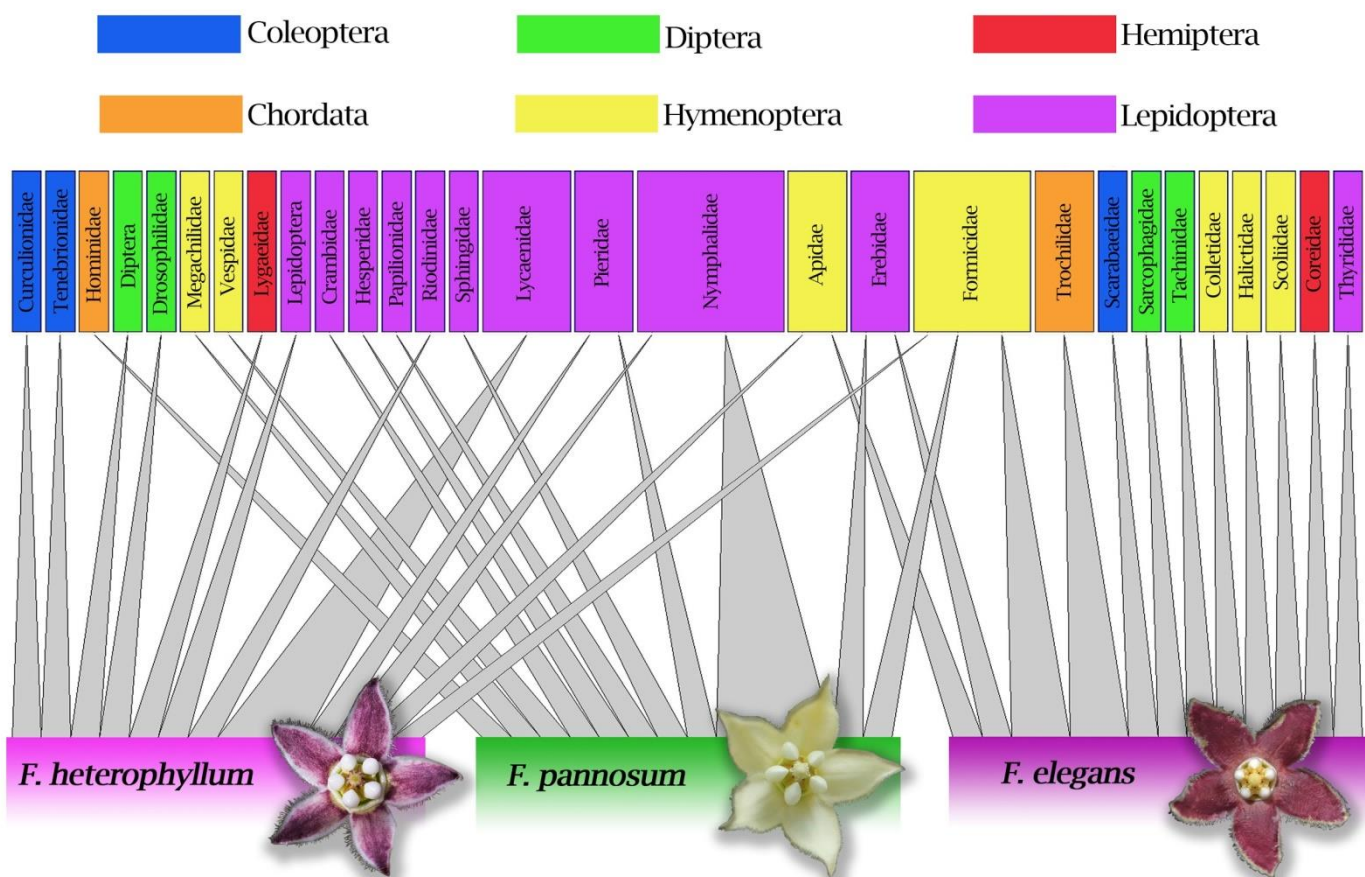 Coleoptera
Diptera
Hemiptera
Chordata
Hymenoptera
Lepidoptera
Curculionidae
Tenebrionidae
Hominidae
Diptera
Drosophilidae
Megachilidae
Vespidae
Lygaeidae
Lepidoptera
Crambidae
Hesperidae
Papilionidae
Riodinidae
Sphingidae
Lycaenidae
Pieridae
Nymphalidae
Apidae
Erebidae
Formicidae
Trochilidae
Scarabaeidae
Sarcophagidae
Tachinidae
Colletidae
Halictidae
Scoliidae
Coreidae
Thyrididae
F. heterophyllum
F. pannosum
F. elegans